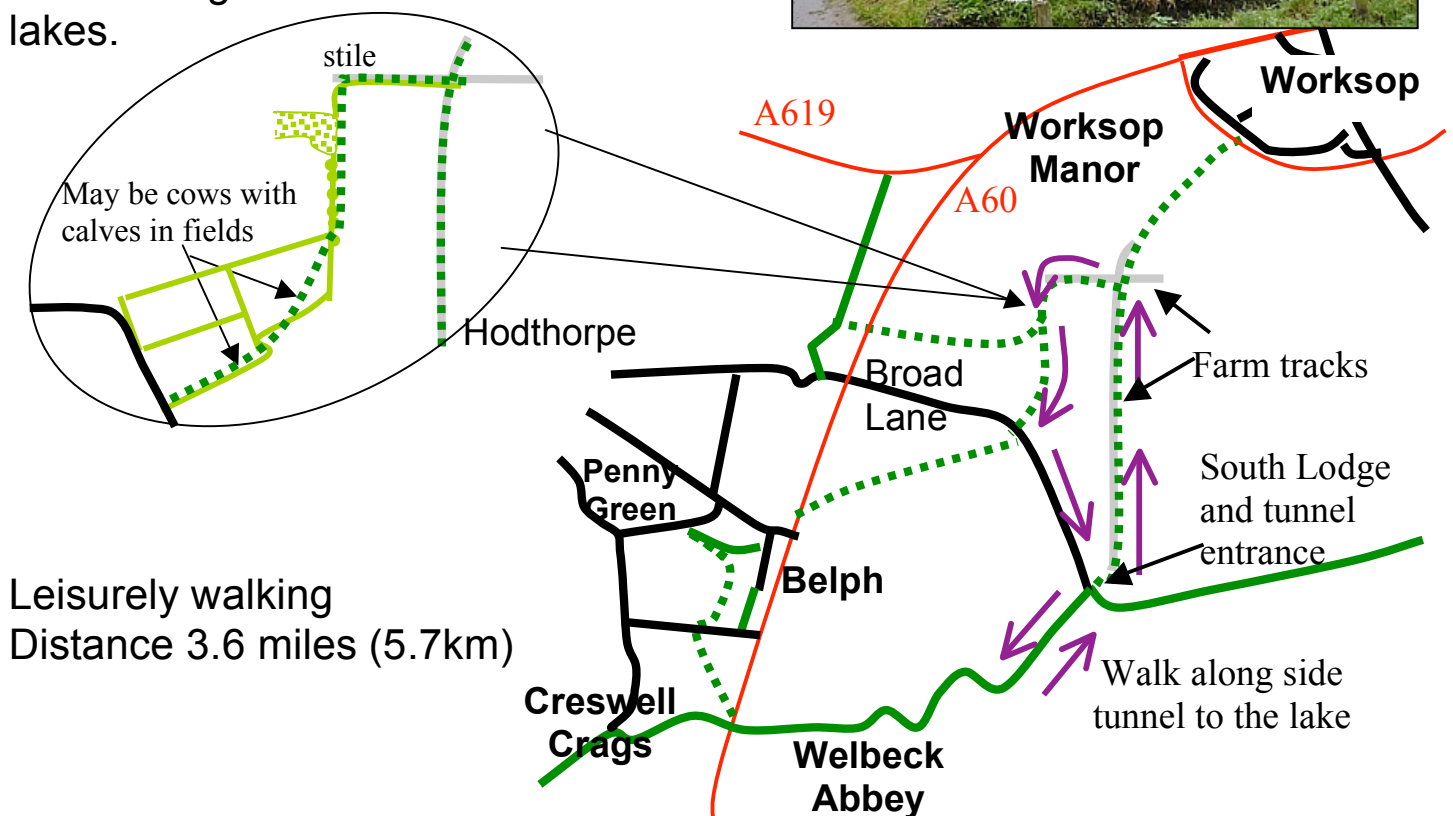 lakes.
stile
May be cows with
calves in fields
Hodthorpe
A619
A60
Worksop
Manor
Worksop
Broad
Lane
Farm tracks
Penny
Green
South Lodge
and tunnel
entrance
Belph
Leisurely walking
Distance 3.6 miles (5.7km)
Walk along side
tunnel to the lake
Creswell
Crags
Welbeck
Abbey